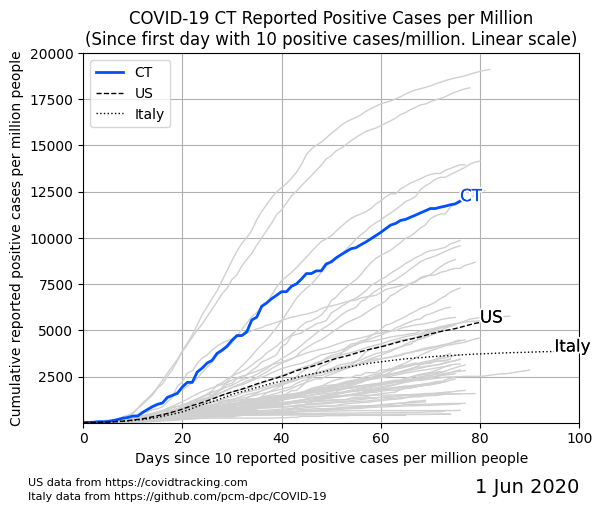 COVID-19 CT Reported Positive Cases per Million
(Since first day with 10 positive cases/million. Linear scale)
Cumulative reported positive cases per million people
20000
17500
15000
12500
10000
7500
5000
2500
CT
US
Italy
CT
US
Italy
0 20 40 60 80 100
Days since 10 reported positive cases per million people
US data from https://covidtracking.com
Italy data from https://github.com/pcm-dpc/COVID-19
1 Jun 2020